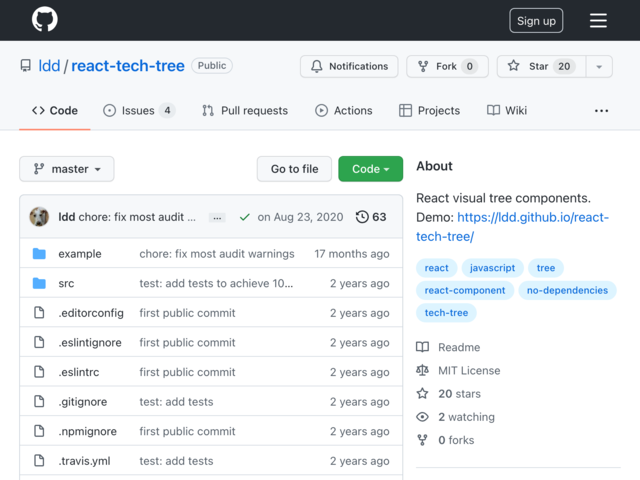 Sign up
ldd / react-tech-tree Public
Notifications Fork 0 Star 20
Code Issues 4 Pull requests Actions Projects Wiki ...
master Go to file Code
ldd chore: fix most audit ... ... on Aug 23, 2020 63
example chore: fix most audit warnings 17 months ago
src test: add tests to achieve 10... 2 years ago
.editorconfig first public commit 2 years ago
.eslintignore first public commit 2 years ago
.eslintrc first public commit 2 years ago
.gitignore test: add tests 2 years ago
.npmignore first public commit 2 years ago
.travis.yml test: add tests 2 years ago
About
React visual tree components.
Demo: https://ldd.github.io/react-
tech-tree/
react javascript tree
react-component no-dependencies
tech-tree
Readme
MIT License
20 stars
2 watching
0 forks